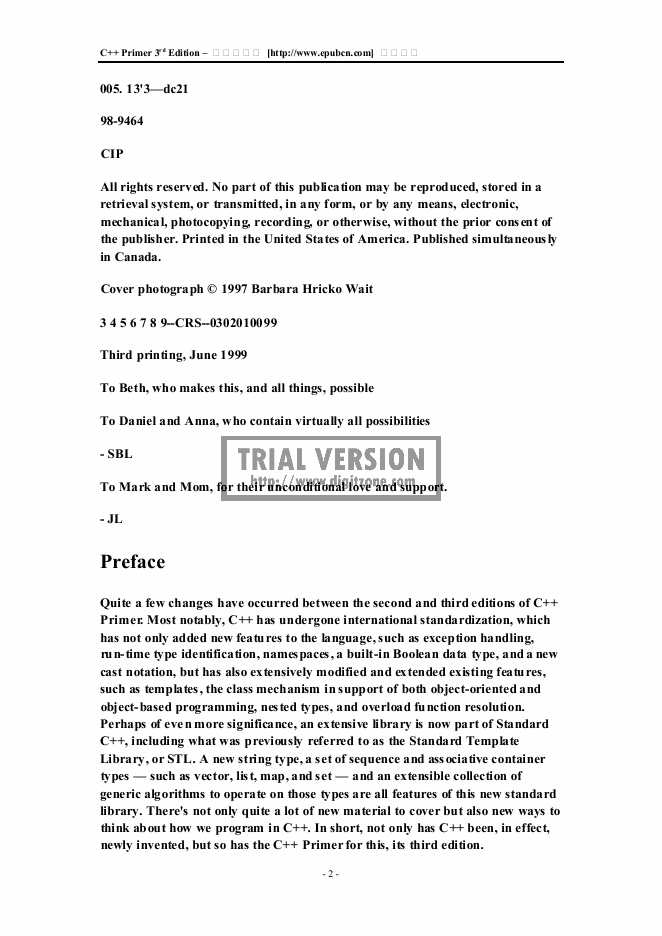 C++ Primer 3rd Edition – □ □ □ □ □ [http://www.epubcn.com] □ □ □ □
005. 13'3—dc21
98-9464
CIP
All rights reserved. No part of this publication may be reproduced, stored in a
retrieval system, or transmitted, in any form, or by any means, electronic,
mechanical, photocopying, recording, or otherwise, without the prior consent of
the publisher. Printed in the United States of America. Published simultaneously
in Canada.
Cover photograph © 1997 Barbara Hricko Wait
3 4 5 6 7 8 9--CRS--0302010099
Third printing, June 1999
To Beth, who makes this, and all things, possible
To Daniel and Anna, who contain virtually all possibilities
- SBL
TRIAL VERSION
http://www.digitzone.com
To Mark and Mom, for their unconditional love and support.
- JL
Preface
Quite a few changes have occurred between the second and third editions of C++
Primer. Most notably, C++ has undergone international standardization, which
has not only added new features to the language, such as exception handling,
run-time type identification, namespaces, a built-in Boolean data type, and a new
cast notation, but has also extensively modified and extended existing features,
such as templates, the class mechanism in support of both object-oriented and
object-based programming, nested types, and overload function resolution.
Perhaps of even more significance, an extensive library is now part of Standard
C++, including what was previously referred to as the Standard Template
Library, or STL. A new string type, a set of sequence and associative container
types — such as vector, list, map, and set — and an extensible collection of
generic algorithms to operate on those types are all features of this new standard
library. There's not only quite a lot of new material to cover but also new ways to
think about how we program in C++. In short, not only has C++ been, in effect,
newly invented, but so has the C++ Primer for this, its third edition.
- 2 -